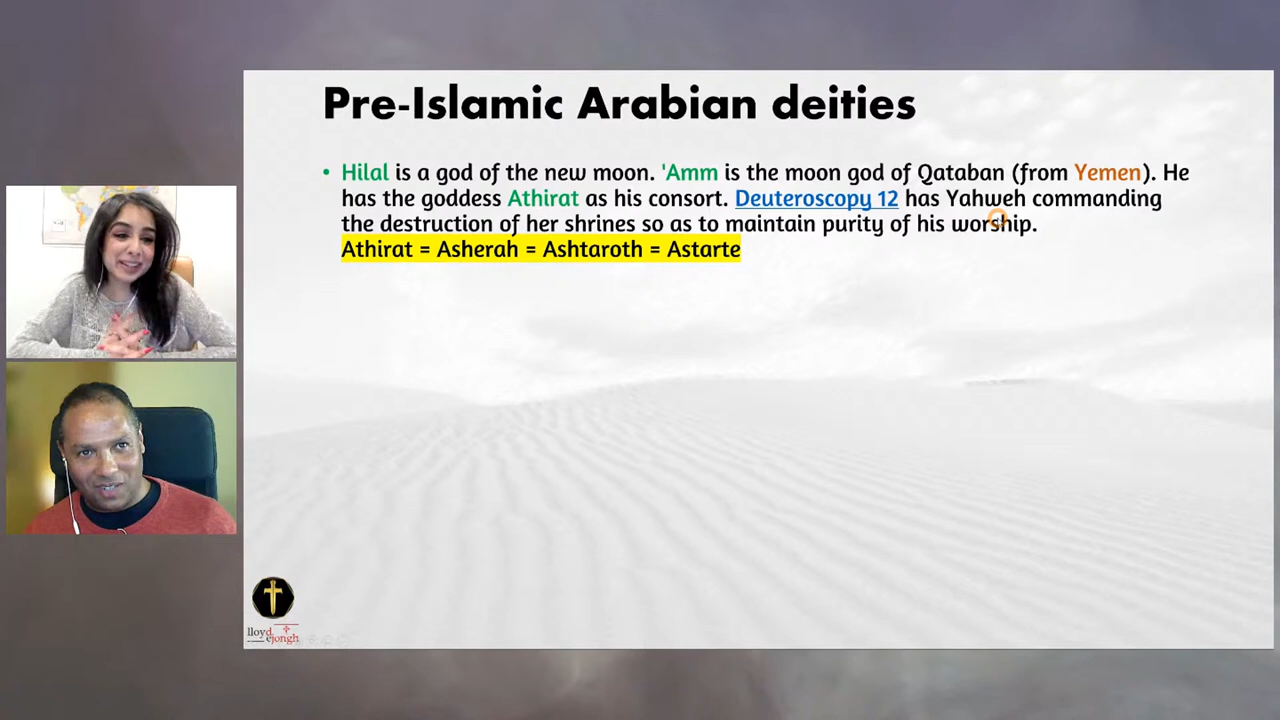 Pre-Islamic Arabian deities
• Hilal is a god of the new moon. 'Amm is the moon god of Qataban (from Yemen). He
has the goddess Athirat as his consort. Deuteroscopy 12 has Yahweh commanding
the destruction of her shrines so as to maintain purity of his worship.
Athirat = Asherah = Ashtaroth = Astarte
lloyd
ejongh